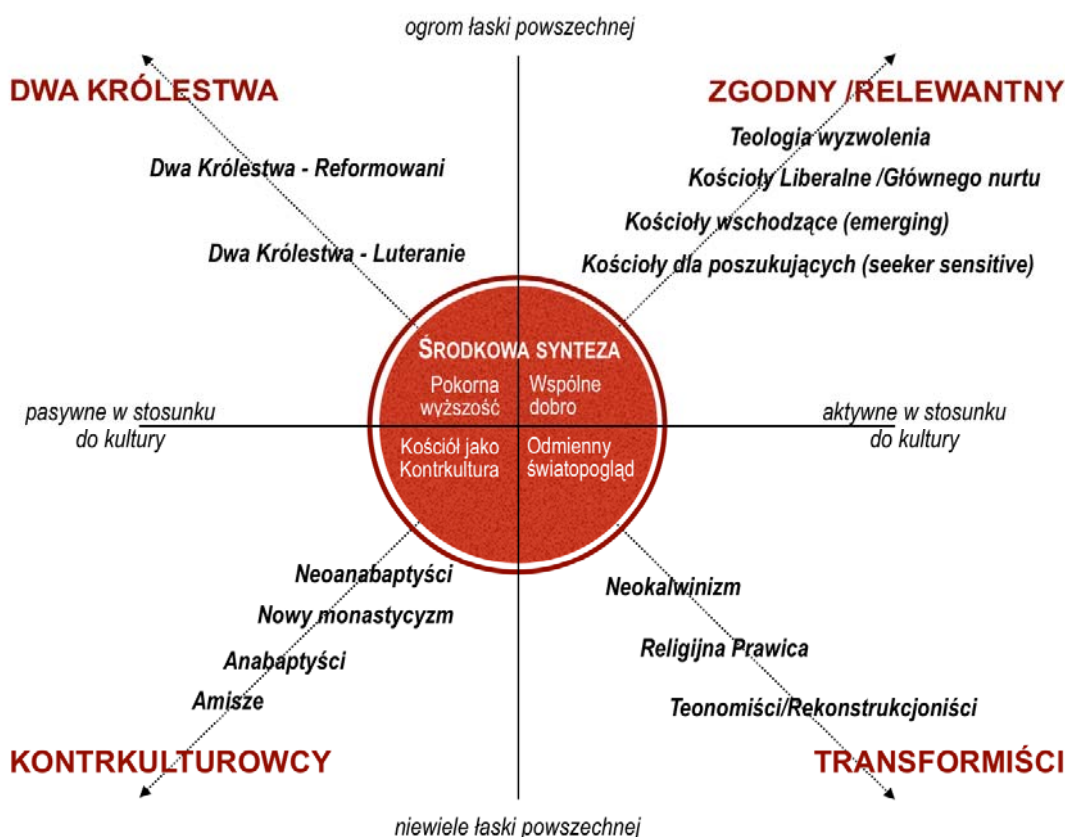 ogrom łaski powszechnej
DWA KRÓLESTWA
ZGODNY /RELEWANTNY
Teologia wyzwolenia
Dwa Królestwa - Reformowani
Kościoły Liberalne /Głównego nurtu
Kościoły wschodzące (emerging)
Dwa Królestwa - Luteranie
Kościoły dla poszukujących (seeker sensitive)
ŚRODKOWA SYNTEZA
Pokorna
wyższość
Wspólne
dobro
pasywne w stosunku
do kultury
aktywne w stosunku
do kultury
Kościół jako
Kontrkultura
Odmienny
światopogląd
Neoanabaptyści
Neokalwinizm
Nowy monastycyzm
Religijna Prawica
Anabaptyści
Amisze
Teonomiści/Rekonstrukcjoniści
KONTRKULTUROWCY
TRANSFORMIŚCI
niewiele łaski powszechnej